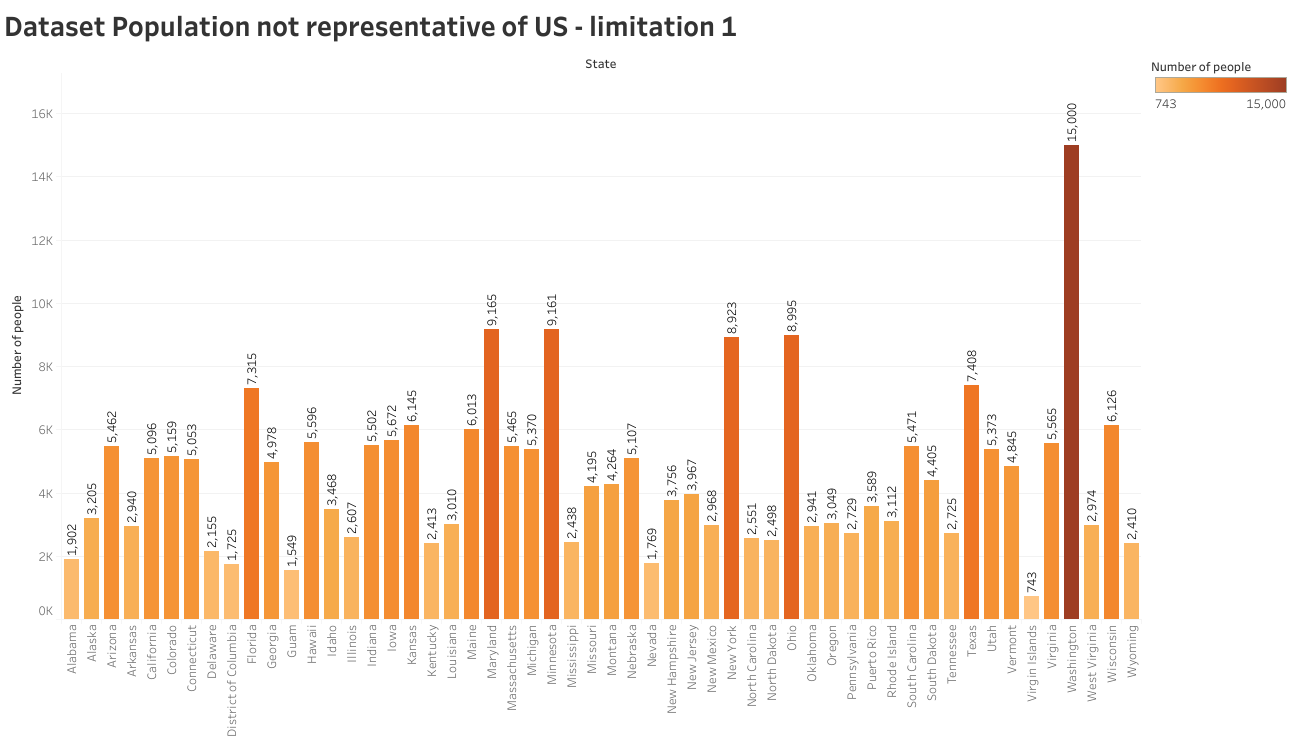 Dataset Population not representative of US - limitation 1
State
Number of people
743 15,000
Number of people
16K
14K
12K
10K
8K
6K
4K
2K
0K
1,902
3,205
5,462
2,940
5,096
5,159
5,053
2,155
1,725
7,315
4,978
1,549
5,596
3,468
2,607
5,502
5,672
6,145
2,413
3,010
6,013
9,165
5,465
5,370
9,161
2,438
4,195
4,264
5,107
1,769
3,756
3,967
2,968
8,923
2,551
2,498
8,995
2,941
3,049
2,729
3,589
3,112
5,471
4,405
2,725
7,408
5,373
4,845
743
5,565
15,000
2,974
6,126
2,410
Alabama
Alaska
Arizona
Arkansas
California
Colorado
Connecticut
Delaware
District of Columbia
Florida
Georgia
Guam
Hawaii
Idaho
Illinois
Indiana
Iowa
Kansas
Kentucky
Louisiana
Maine
Maryland
Massachusetts
Michigan
Minnesota
Mississippi
Missouri
Montana
Nebraska
Nevada
New Hampshire
New Jersey
New Mexico
New York
North Carolina
North Dakota
Ohio
Oklahoma
Oregon
Pennsylvania
Puerto Rico
Rhode Island
South Carolina
South Dakota
Tennessee
Texas
Utah
Vermont
Virgin Islands
Virginia
Washington
West Virginia
Wisconsin
Wyoming